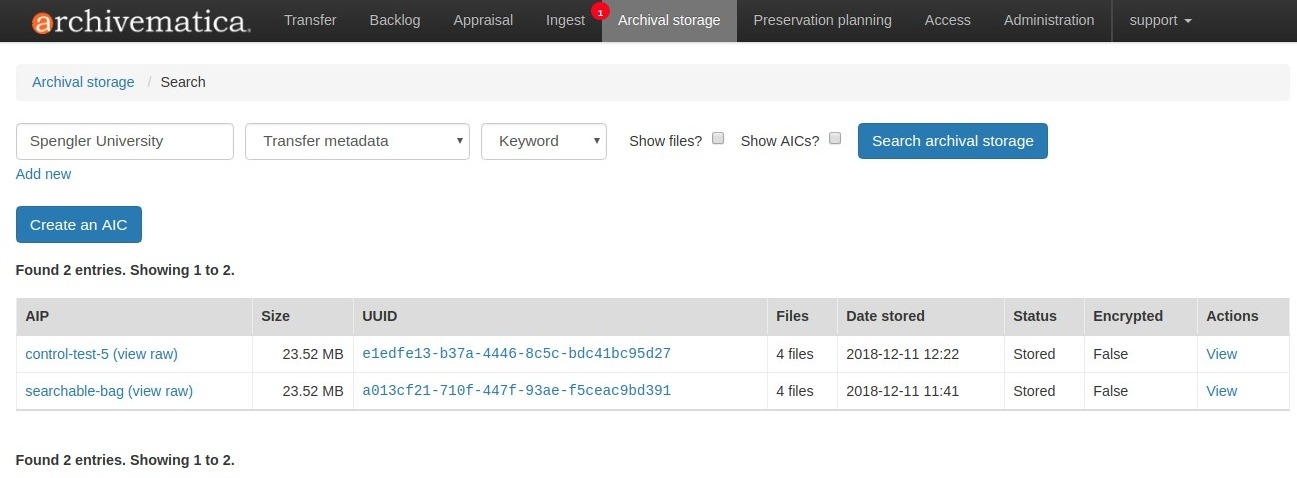 archivematica. Transfer Backlog Appraisal Ingest 1 Archival storage Preservation planning Access Administration support
Archival storage / Search
Spengler University Transfer metadata Keyword Show files? Show AICs? Search archival storage
Add new
Create an AIC
Found 2 entries. Showing 1 to 2.
AIP Size UUID Files Date stored Status Encrypted Actions
control-test-5 (view raw) 23.52 MB e1edfe13-b37a-4446-8c5c-bdc41bc95d27 4 files 2018-12-11 12:22 Stored False View
searchable-bag (view raw) 23.52 MB a013cf21-710f-447f-93ae-f5ceac9bd391 4 files 2018-12-11 11:41 Stored False View
Found 2 entries. Showing 1 to 2.